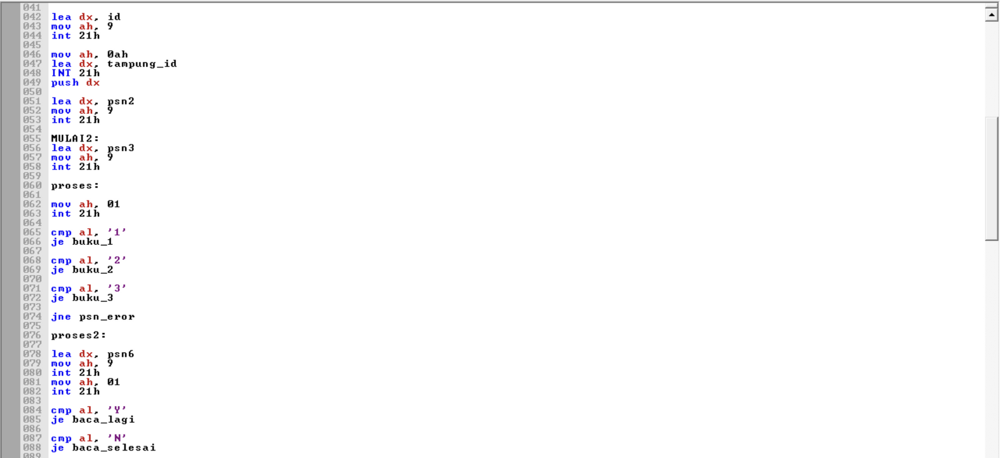 041
042 lea dx, id
043 mov ah, 9
044 int 21h
045
046 mov ah, 0ah
047 lea dx, tampung_id
048 INT 21h
049 push dx
050
051 lea dx, psn2
052 mov ah, 9
053 int 21h
054
055 MULAI2:
056 lea dx, psn3
057 mov ah, 9
058 int 21h
059
060 proses:
061
062 mov ah, 01
063 int 21h
064
065 cmp al, '1'
066 je buku_1
067
068 cmp al, '2'
069 je buku_2
070
071 cmp al, '3'
072 je buku_3
073
074 jne psn_eror
075
076 proses2:
077
078 lea dx, psn6
079 mov ah, 9
080 int 21h
081 mov ah, 01
082 int 21h
083
084 cmp al, 'Y'
085 je baca_lagi
086
087 cmp al, 'N'
088 je baca_selesai
089